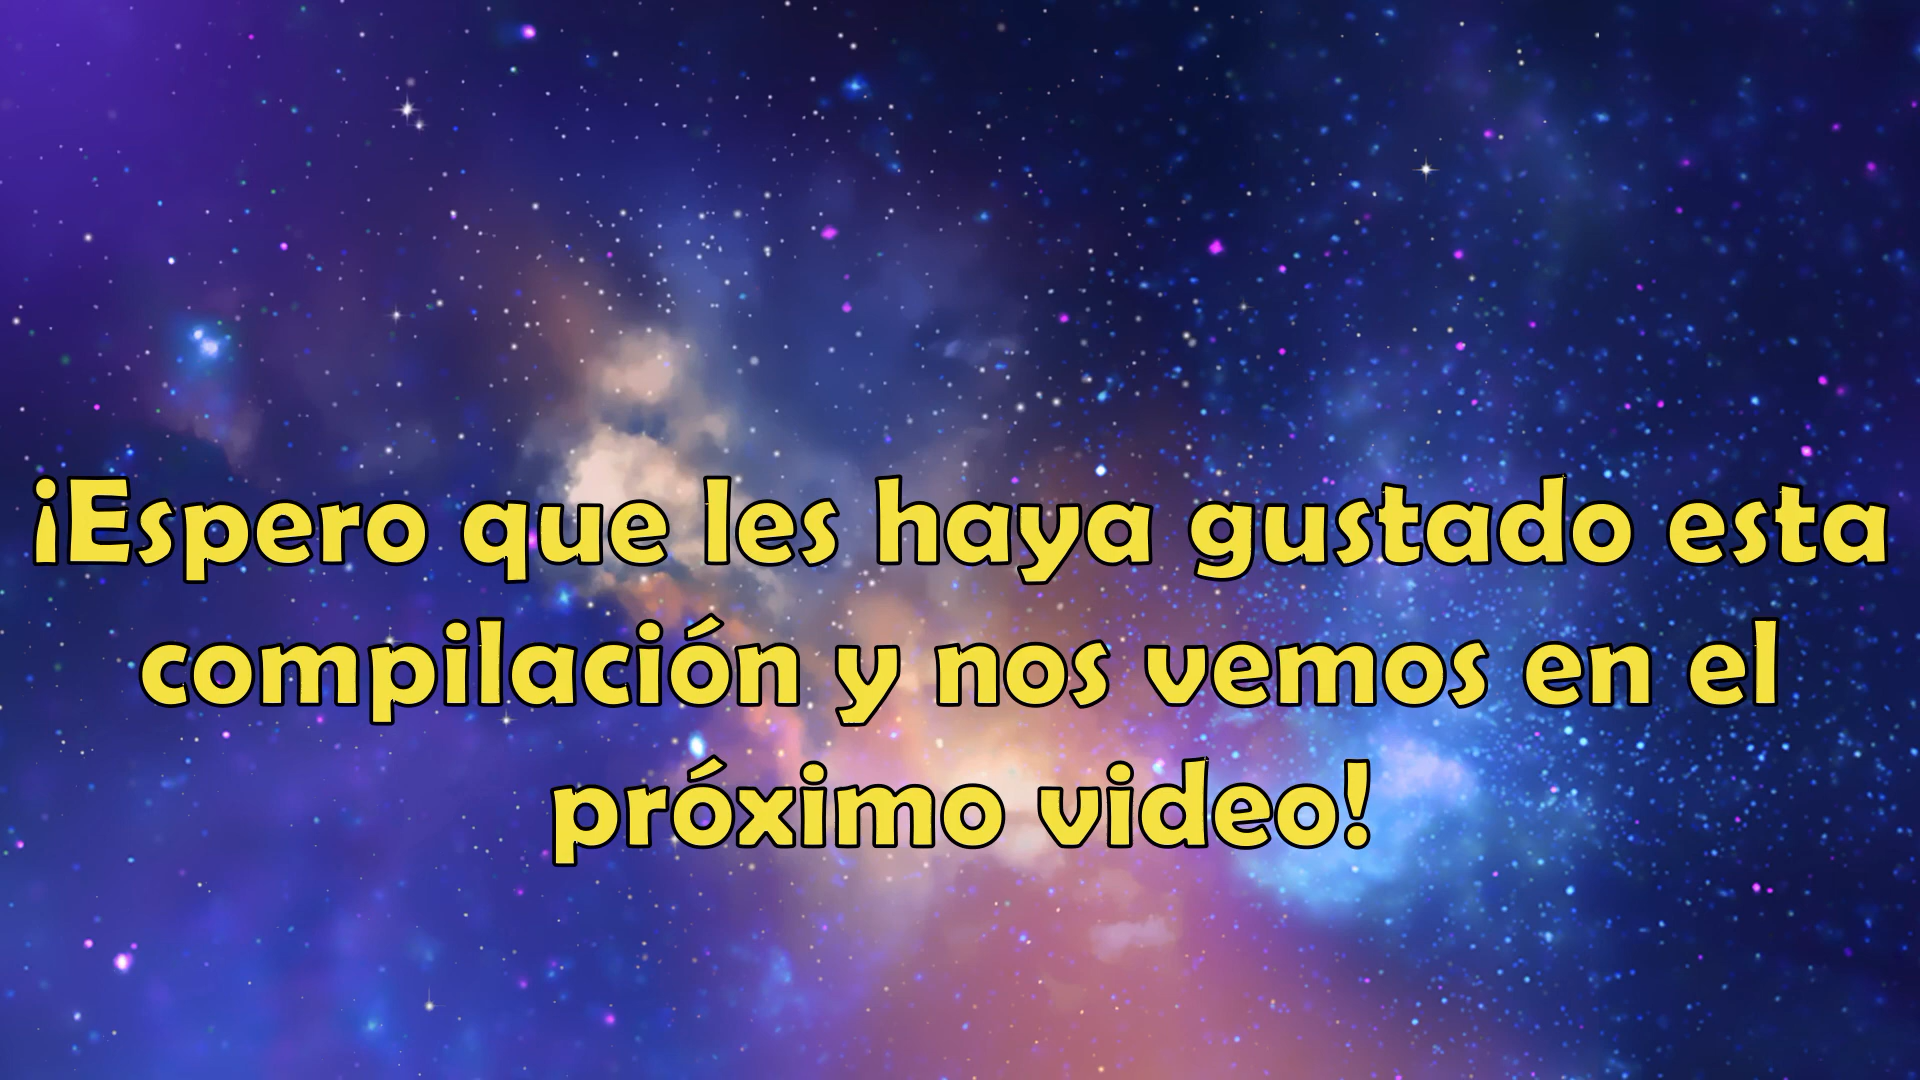 ¡Espero que les haya gustado esta
compilación y nos vemos en el
próximo video!